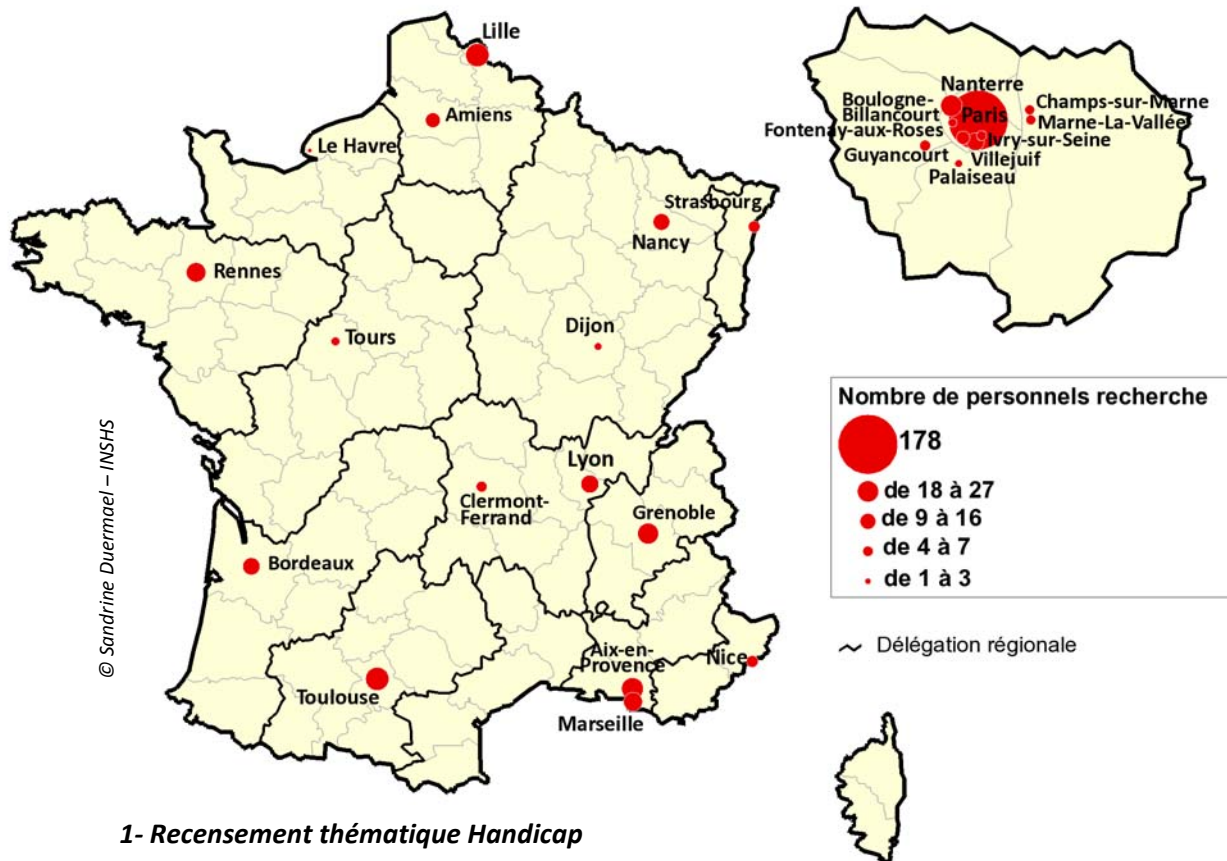 Lille
Amiens
Le Havre
Strasbourg
Nancy
Rennes
Dijon
Tours
Lyon
Clermont-
Ferrand
Grenoble
Bordeaux
Aix-en-
Provence
Nice
Toulouse
Marseille
© Sandrine Duermael – INSHS
1- Recensement thématique Handicap
Nanterre
Boulogne-
Billancourt
Paris
Champs-sur-Marne
Marne-La-Vallée
Fontenay-aux-Roses
Ivry-sur-Seine
Guyancourt
Villejuif
Palaiseau
Nombre de personnels recherche
178
de 18 à 27
de 9 à 16
de 4 à 7
de 1 à 3
Délégation régionale